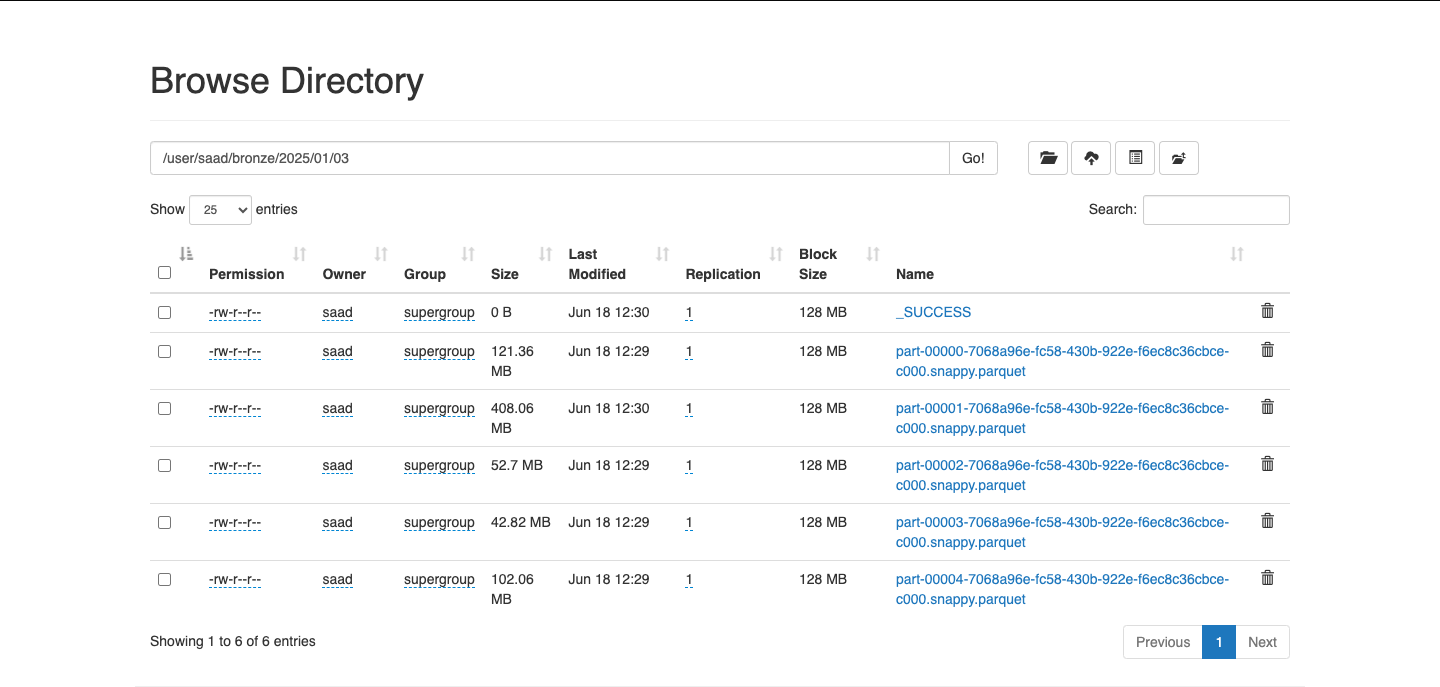 Browse Directory
/user/saad/bronze/2025/01/03 Go!
Show 25 entries Search:
Permission Owner Group Size Last Modified Replication Block Size Name
-rw-r--r-- saad supergroup 0 B Jun 18 12:30 1 128 MB _SUCCESS
-rw-r--r-- saad supergroup 121.36 MB Jun 18 12:29 1 128 MB part-00000-7068a96e-fc58-430b-922e-f6ec8c36cbce-c000.snappy.parquet
-rw-r--r-- saad supergroup 408.06 MB Jun 18 12:30 1 128 MB part-00001-7068a96e-fc58-430b-922e-f6ec8c36cbce-c000.snappy.parquet
-rw-r--r-- saad supergroup 52.7 MB Jun 18 12:29 1 128 MB part-00002-7068a96e-fc58-430b-922e-f6ec8c36cbce-c000.snappy.parquet
-rw-r--r-- saad supergroup 42.82 MB Jun 18 12:29 1 128 MB part-00003-7068a96e-fc58-430b-922e-f6ec8c36cbce-c000.snappy.parquet
-rw-r--r-- saad supergroup 102.06 MB Jun 18 12:29 1 128 MB part-00004-7068a96e-fc58-430b-922e-f6ec8c36cbce-c000.snappy.parquet
Showing 1 to 6 of 6 entries Previous 1 Next